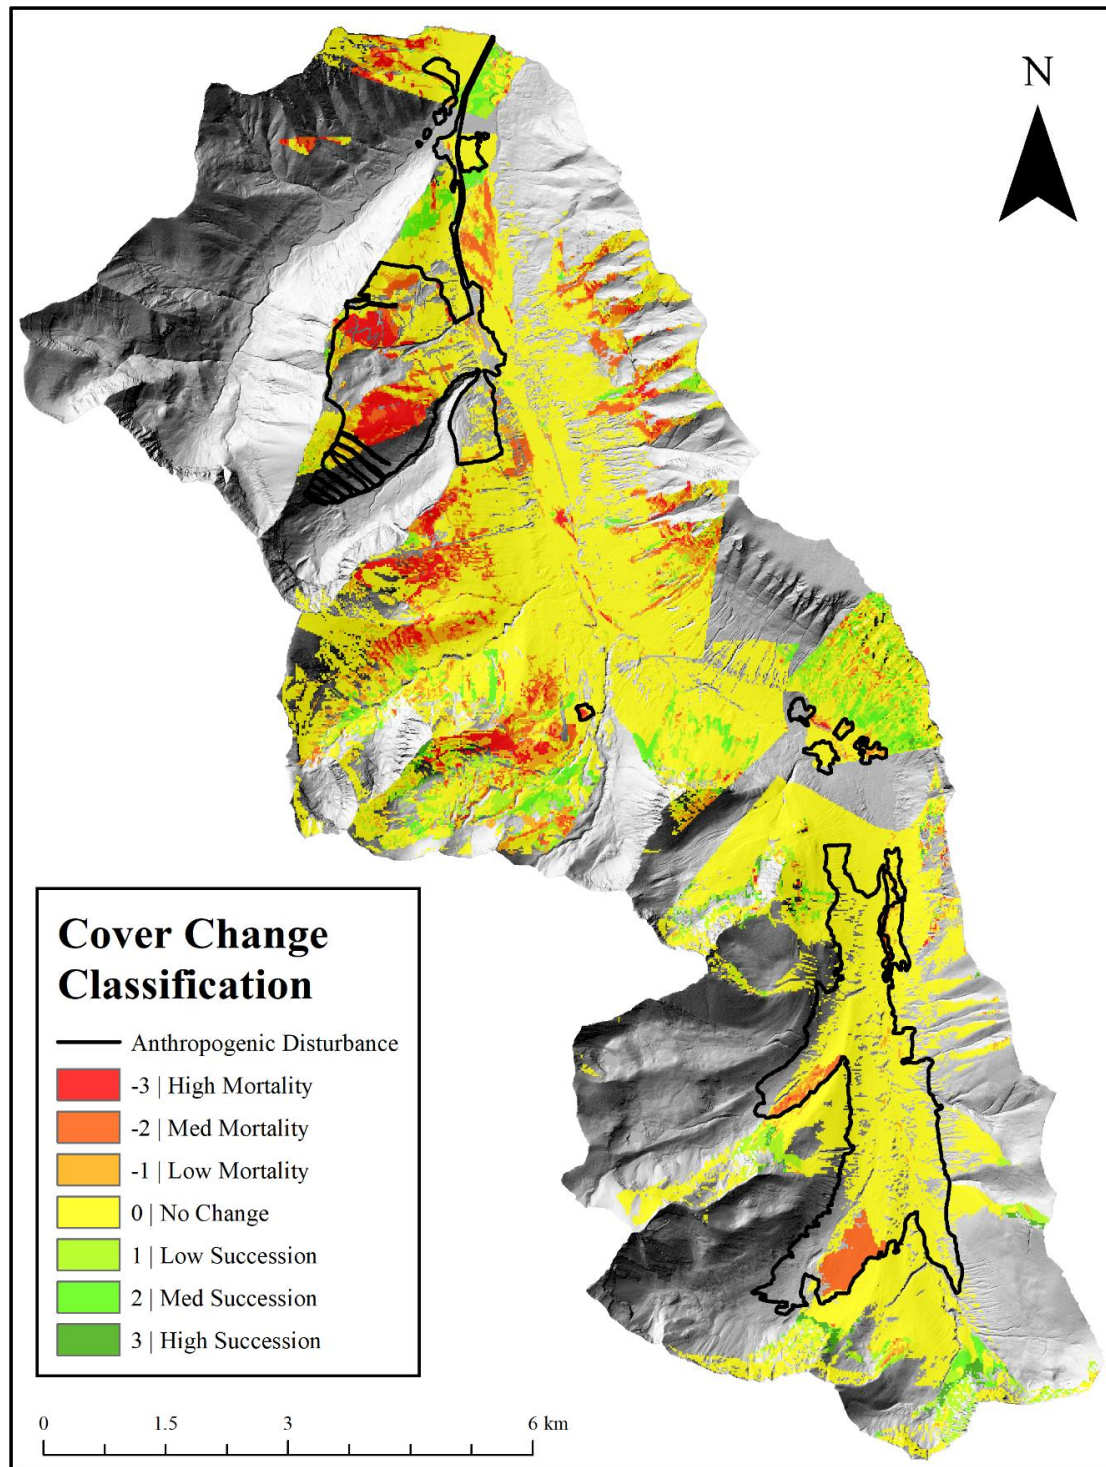 N
Cover Change
Classification
Anthropogenic Disturbance
-3 | High Mortality
-2 | Med Mortality
-1 | Low Mortality
0 | No Change
1 | Low Succession
2 | Med Succession
3 | High Succession
0 1.5 3 6 km